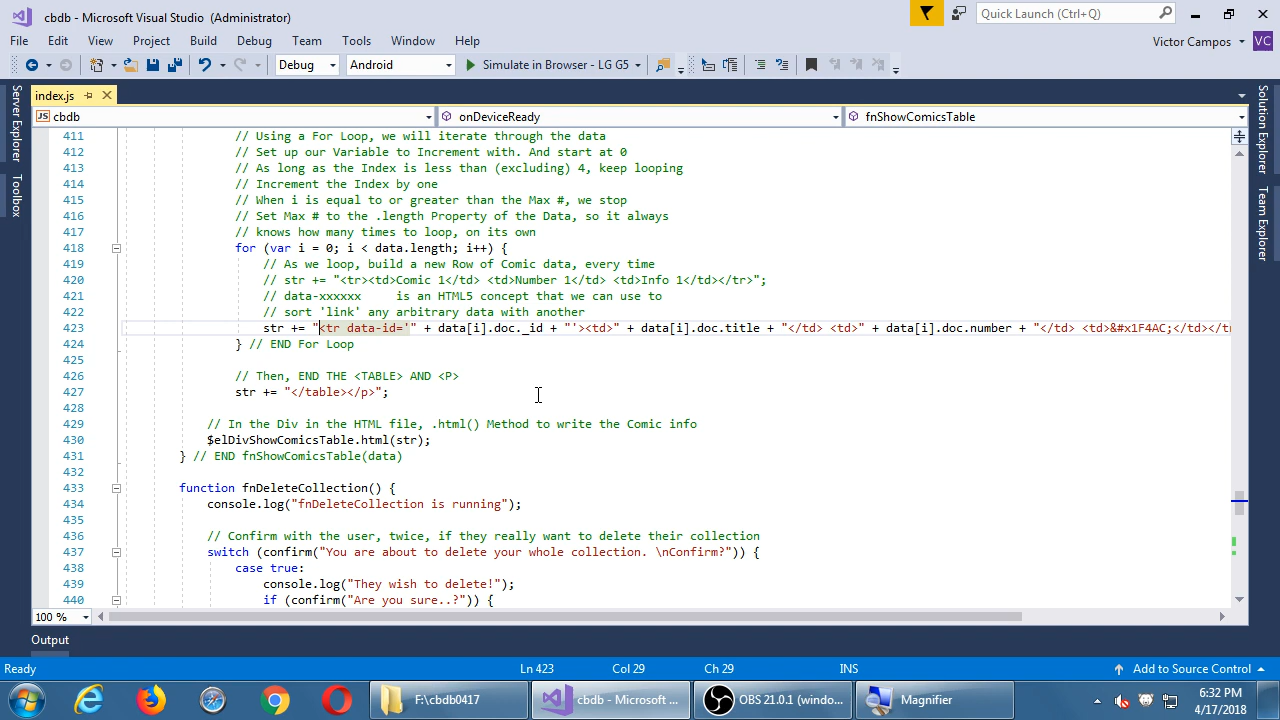 cbdb - Microsoft Visual Studio (Administrator)
Quick Launch (Ctrl+Q)
File Edit View Project Build Debug Team Tools Window Help
Victor Campos VC
Debug Android Simulate in Browser - LG G5
index.js
JS cbdb onDeviceReady fnShowComicsTable
Server Explorer
Toolbox
Solution Explorer
Team Explorer
411 // Using a For Loop, we will iterate through the data
412 // Set up our Variable to Increment with. And start at 0
413 // As long as the Index is less than (excluding) 4, keep looping
414 // Increment the Index by one
415 // When i is equal to or greater than the Max #, we stop
416 // Set Max # to the .length Property of the Data, so it always
417 // knows how many times to loop, on its own
418 for (var i = 0; i < data.length; i++) {
419 // As we loop, build a new Row of Comic data, every time
420 // str += "<tr><td>Comic 1</td> <td>Number 1</td> <td>Info 1</td></tr>";
421 // data-xxxxxx     is an HTML5 concept that we can use to
422 // sort 'link' any arbitrary data with another
423 str += "<tr data-id='" + data[i].doc._id + "'><td>" + data[i].doc.title + "</td> <td>" + data[i].doc.number + "</td> <td>&#x1F4AC;</td></tr
424 } // END For Loop
425
426 // Then, END THE <TABLE> AND <P>
427 str += "</table></p>";
428
429 // In the Div in the HTML file, .html() Method to write the Comic info
430 $elDivShowComicsTable.html(str);
431 } // END fnShowComicsTable(data)
432
433 function fnDeleteCollection() {
434 console.log("fnDeleteCollection is running");
435
436 // Confirm with the user, twice, if they really want to delete their collection
437 switch (confirm("You are about to delete your whole collection. \nConfirm?")) {
438 case true:
439 console.log("They wish to delete!");
440 if (confirm("Are you sure..?")) {
100 %
Output
Ready Ln 423 Col 29 Ch 29 INS Add to Source Control
F:\cbdb0417 cbdb - Microsoft ... OBS 21.0.1 (windo... Magnifier
6:32 PM
4/17/2018